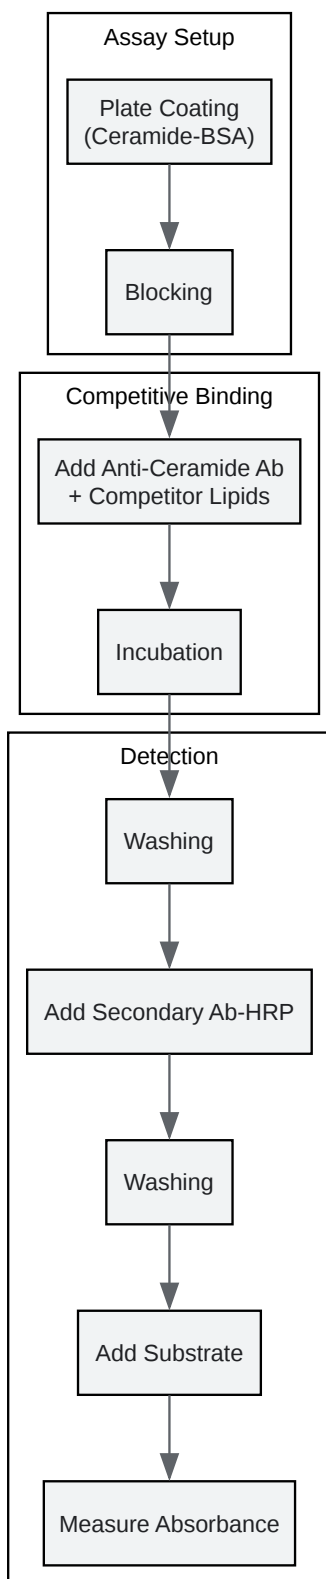 Assay Setup
Plate Coating
(Ceramide-BSA)
Blocking
Competitive Binding
Add Anti-Ceramide Ab
+ Competitor Lipids
Incubation
Detection
Washing
Add Secondary Ab-HRP
Washing
Add Substrate
Measure Absorbance